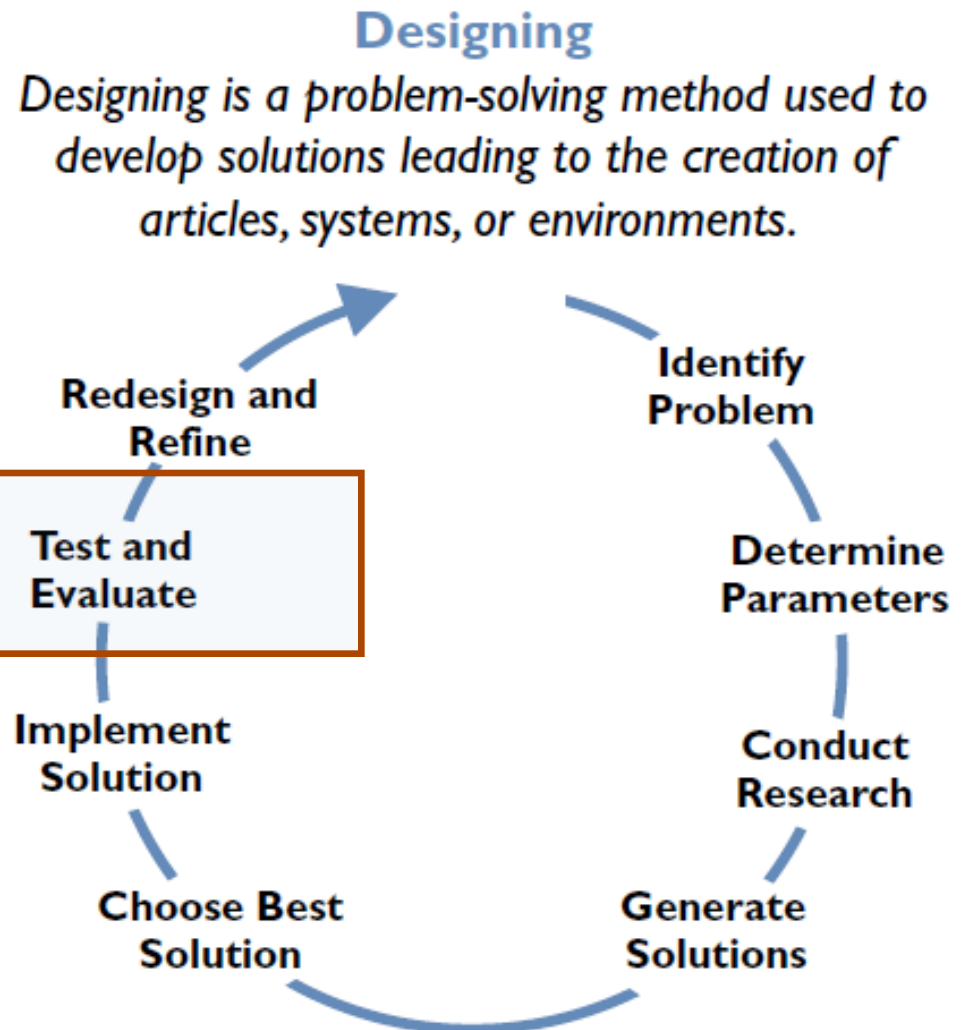 Designing
Designing is a problem-solving method used to
develop solutions leading to the creation of
articles, systems, or environments.
Identify
Problem
Determine
Parameters
Conduct
Research
Generate
Solutions
Choose Best
Solution
Implement
Solution
Test and
Evaluate
Redesign and
Refine